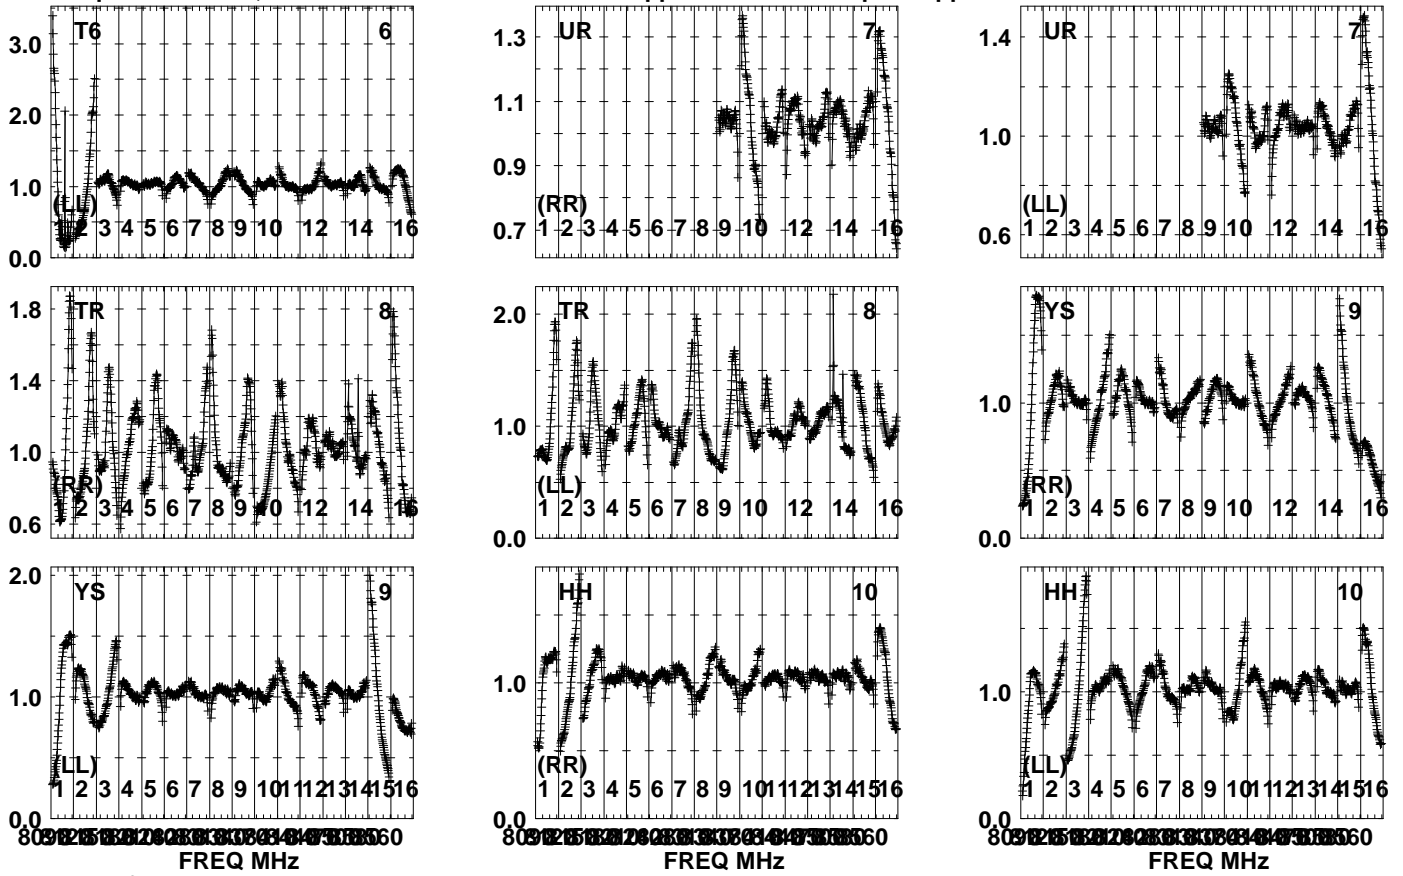 T6 6
3.0
2.0
1.0
0.0
(LL)
1 2 3 4 5 6 7 8 9 10 12 14 16
UR 7
1.3
1.1
0.9
0.7
(RR)
1 2 3 4 5 6 7 8 9 10 12 14 16
UR 7
1.4
1.0
0.6
(LL)
1 2 3 4 5 6 7 8 9 10 12 14 16
TR 8
1.8
1.4
1.0
0.6
(RR)
2 3 4 5 6 7 8 9 10 12 14 16
TR 8
2.0
1.0
0.0
(LL)
1 2 3 4 5 6 7 8 9 10 12 14 16
YS 9
1.0
0.0
(RR)
2 3 4 5 6 7 8 9 10 12 14 16
YS 9
2.0
1.0
0.0
(LL)
1 2 3 4 5 6 7 8 9 10 11 12 13 14 15 16
FREQ MHz
HH 10
1.0
0.0
(RR)
1 2 3 4 5 6 7 8 9 10 11 12 13 14 15 16
FREQ MHz
HH 10
1.0
0.0
(LL)
1 2 3 4 5 6 7 8 9 10 11 12 13 14 15 16
FREQ MHz